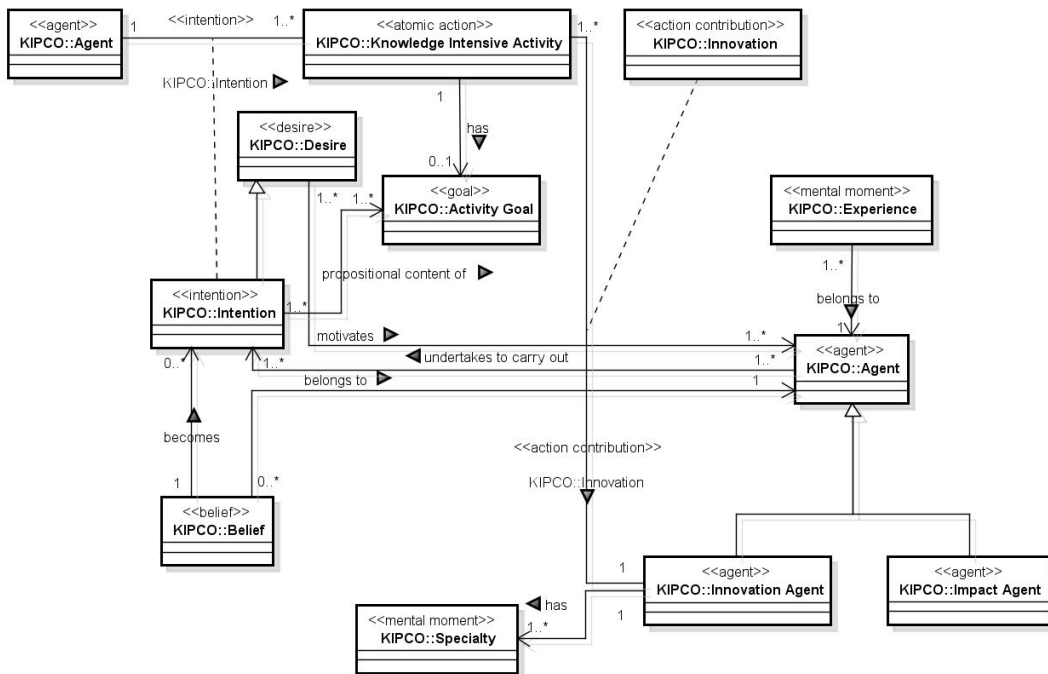 <<agent>>
KIPCO::Agent
1
<<intention>>
1..*
<<atomic action>>
KIPCO::Knowledge Intensive Activity
1..*
<<action contribution>>
KIPCO::Innovation
KIPCO::Intention
1
has
0..1
<<desire>>
KIPCO::Desire
1..*
1..*
<<goal>>
KIPCO::Activity Goal
<<mental moment>>
KIPCO::Experience
1..*
belongs to
1
propositional content of
<<intention>>
KIPCO::Intention
1..*
motivates
1..*
undertakes to carry out
<<agent>>
KIPCO::Agent
0..*
1..*
1..*
belongs to
1
becomes
<<action contribution>>
KIPCO::Innovation
1
0..*
<<belief>>
KIPCO::Belief
1
<<agent>>
KIPCO::Innovation Agent
<<agent>>
KIPCO::Impact Agent
has
1
1..*
<<mental moment>>
KIPCO::Specialty